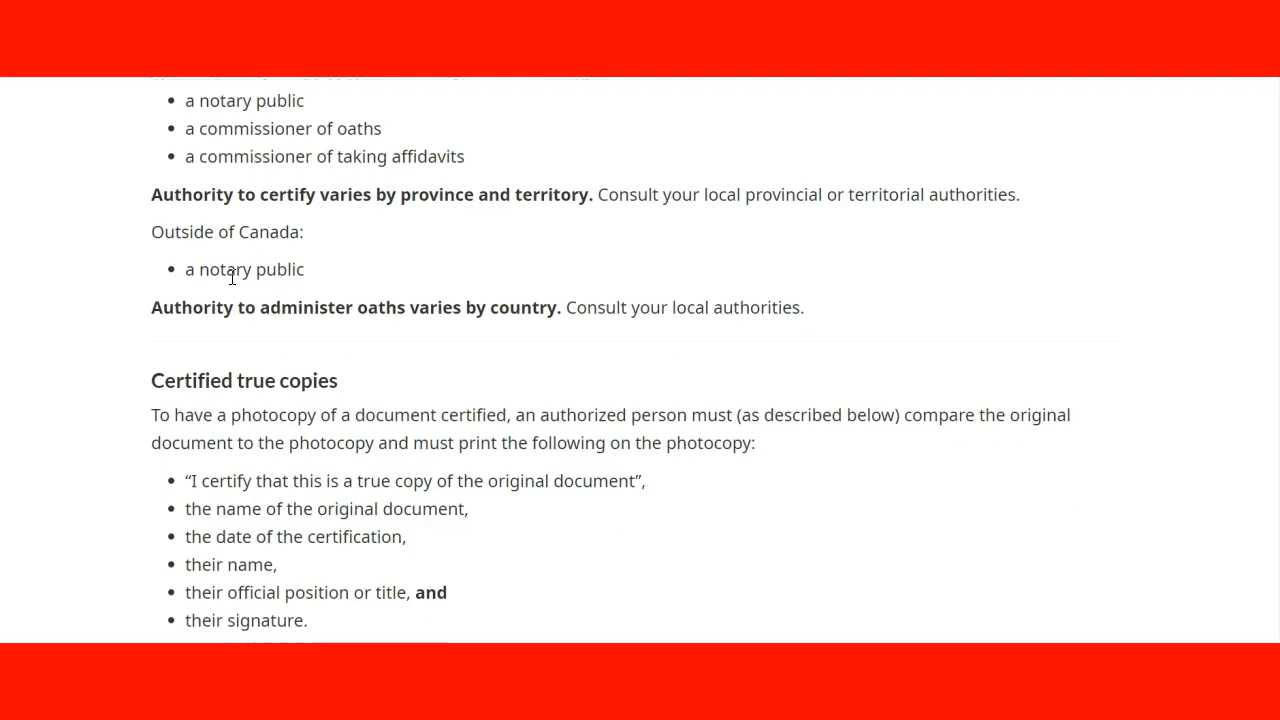 a notary public
a commissioner of oaths
a commissioner of taking affidavits
Authority to certify varies by province and territory. Consult your local provincial or territorial authorities.
Outside of Canada:
a notary public
Authority to administer oaths varies by country. Consult your local authorities.
Certified true copies
To have a photocopy of a document certified, an authorized person must (as described below) compare the original
document to the photocopy and must print the following on the photocopy:
“I certify that this is a true copy of the original document”,
the name of the original document,
the date of the certification,
their name,
their official position or title, and
their signature.